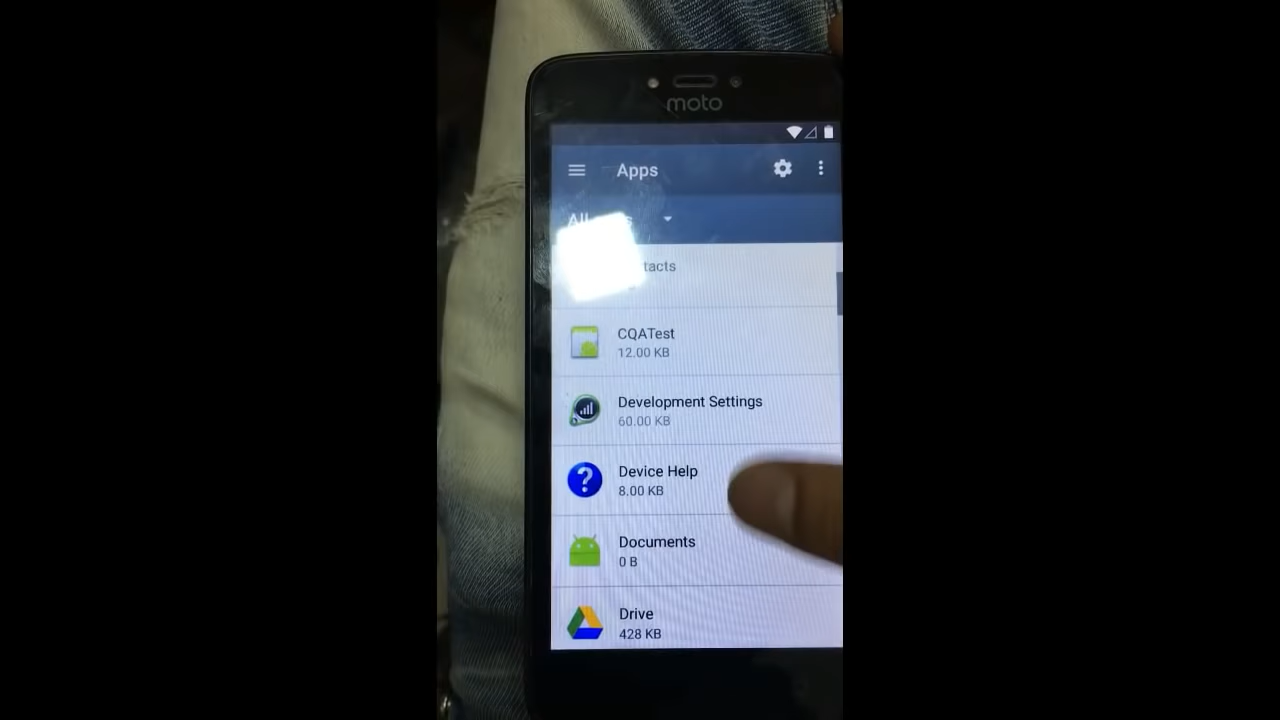 moto
Apps
tacts
CQATest
12.00 KB
Development Settings
60.00 KB
Device Help
8.00 KB
Documents
0 B
Drive
428 KB